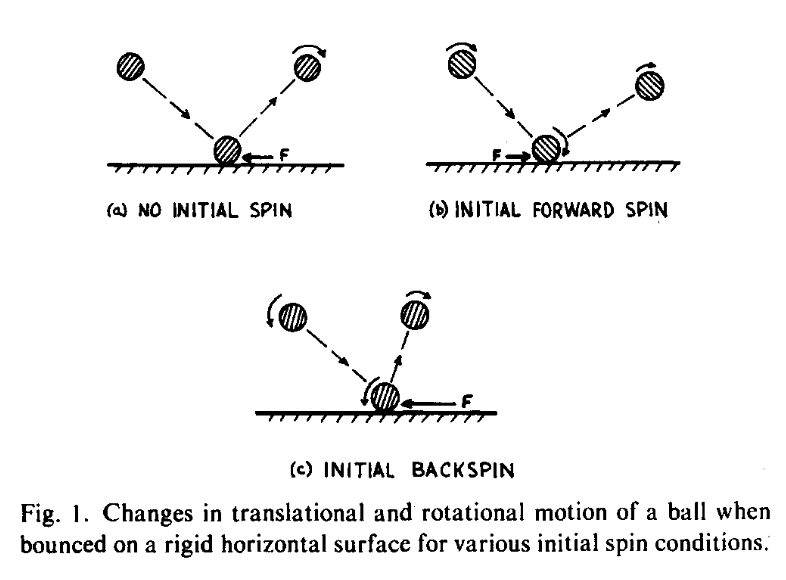 F
(a) NO INITIAL SPIN
F
(b) INITIAL FORWARD SPIN
F
(c) INITIAL BACKSPIN
Fig. 1. Changes in translational and rotational motion of a ball when
bounced on a rigid horizontal surface for various initial spin conditions.